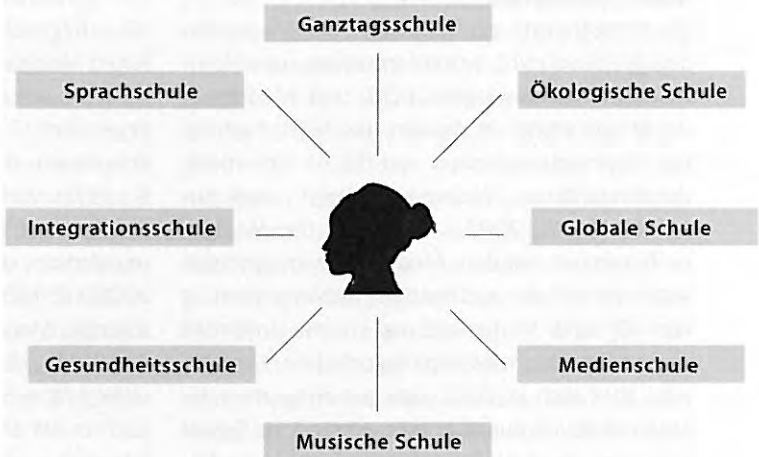 Ganztagsschule
Sprachschule
Ökologische Schule
Integrationsschule
Globale Schule
Gesundheitsschule
Medienschule
Musische Schule